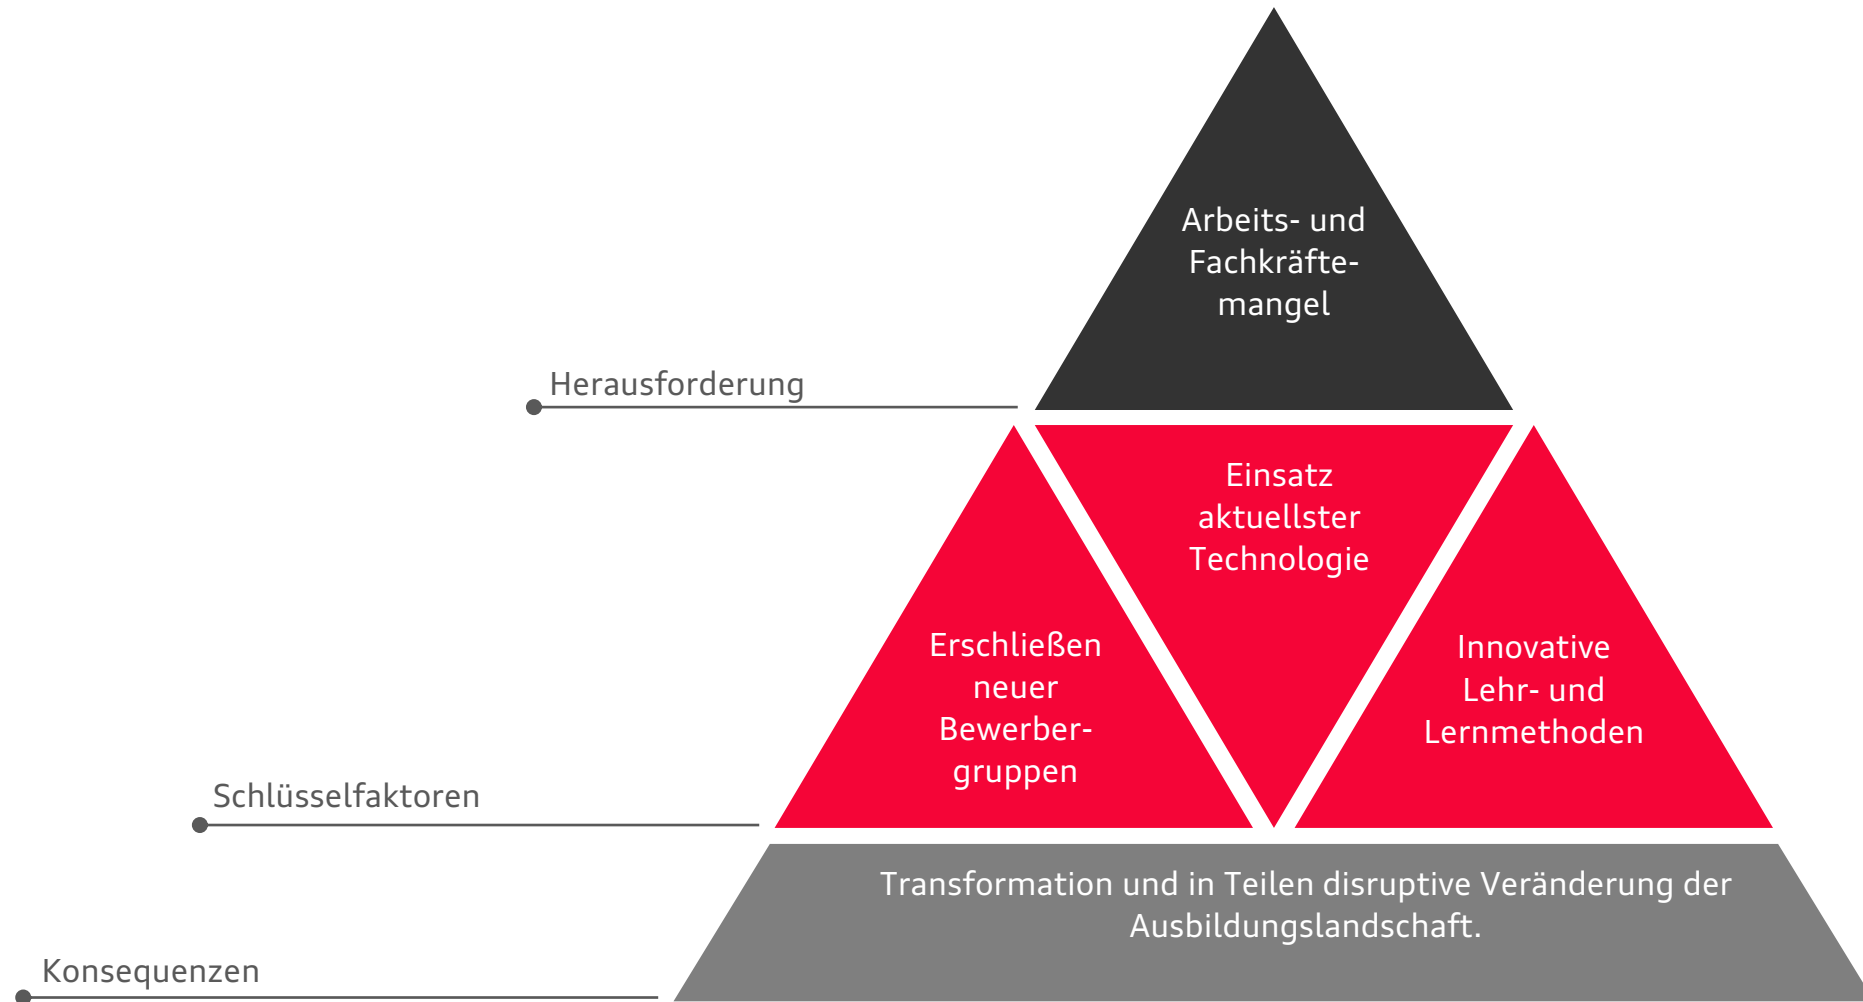 Arbeits- und
Fachkräfte-
mangel
Herausforderung
Einsatz
aktuellster
Technologie
Erschließen
neuer
Bewerber-
gruppen
Innovative
Lehr- und
Lernmethoden
Schlüsselfaktoren
Transformation und in Teilen disruptive Veränderung der
Ausbildungslandschaft.
Konsequenzen